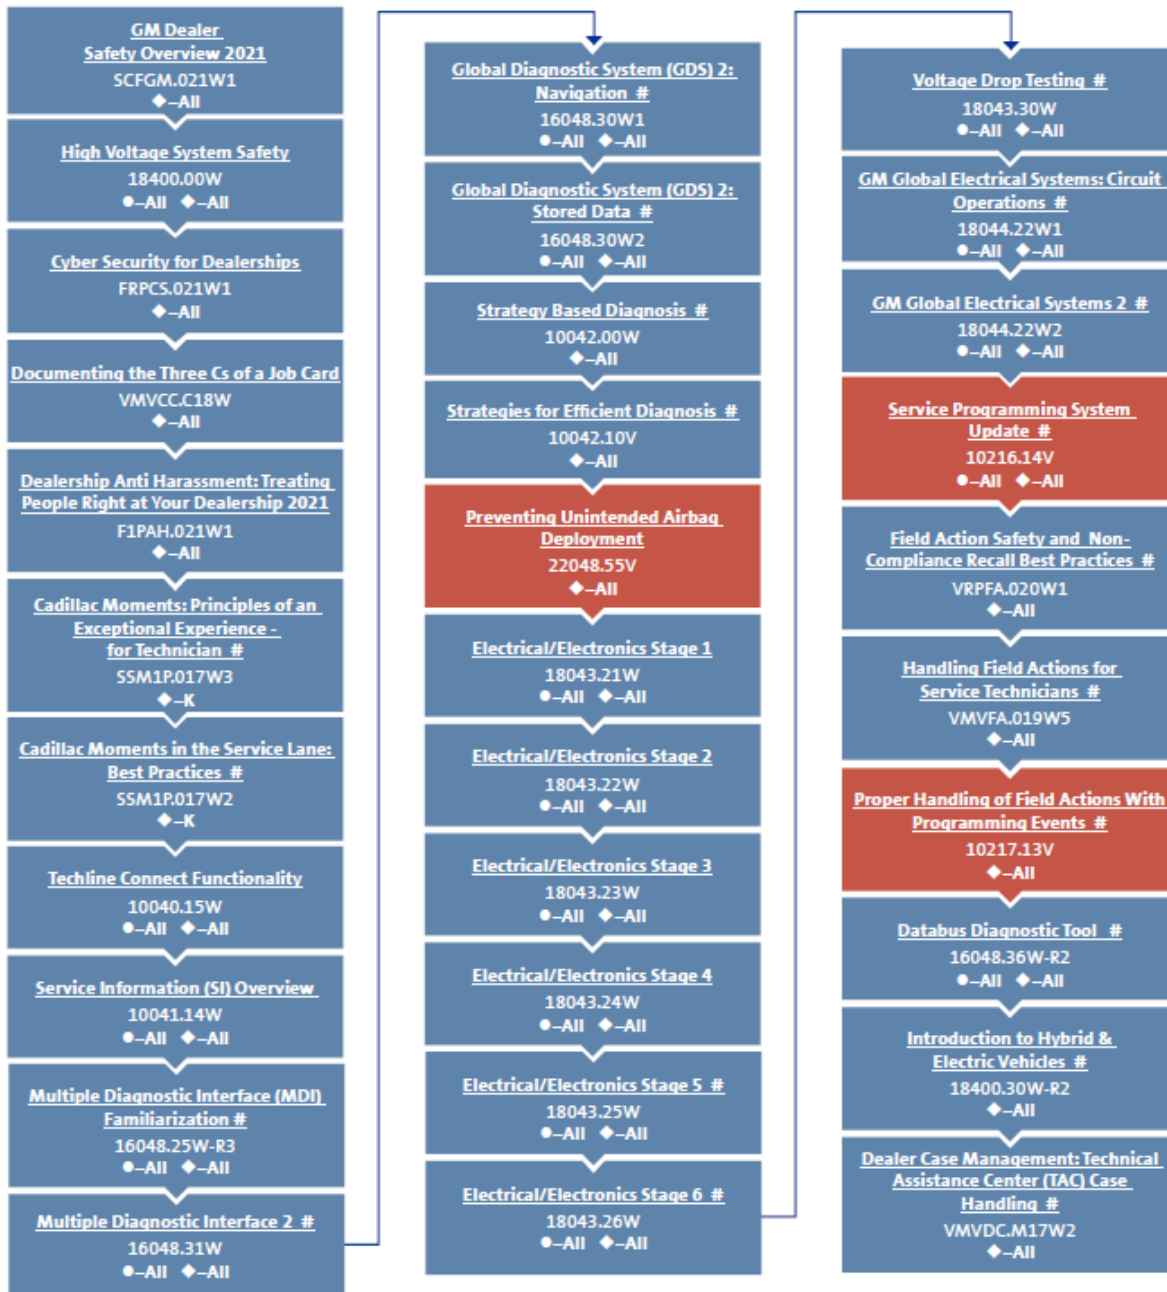 GM Dealer
Safety Overview 2021
SCFGM.021W1
◆–All
High Voltage System Safety
18400.00W
●–All ◆–All
Cyber Security for Dealerships
FRPCS.021W1
◆–All
Documenting the Three Cs of a Job Card
VMVCC.C18W
◆–All
Dealership Anti Harassment: Treating
People Right at Your Dealership 2021
F1PAH.021W1
◆–All
Cadillac Moments: Principles of an
Exceptional Experience -
for Technician #
SSM1P.017W3
◆–K
Cadillac Moments in the Service Lane:
Best Practices #
SSM1P.017W2
◆–K
Techline Connect Functionality
10040.15W
●–All ◆–All
Service Information (SI) Overview
10041.14W
●–All ◆–All
Multiple Diagnostic Interface (MDI)
Familiarization #
16048.25W-R3
●–All ◆–All
Multiple Diagnostic Interface 2 #
16048.31W
●–All ◆–All
Global Diagnostic System (GDS) 2:
Navigation #
16048.30W1
●–All ◆–All
Global Diagnostic System (GDS) 2:
Stored Data #
16048.30W2
●–All ◆–All
Strategy Based Diagnosis #
10042.00W
◆–All
Strategies for Efficient Diagnosis #
10042.10V
◆–All
Preventing Unintended Airbag
Deployment
22048.55V
◆–All
Electrical/Electronics Stage 1
18043.21W
●–All ◆–All
Electrical/Electronics Stage 2
18043.22W
●–All ◆–All
Electrical/Electronics Stage 3
18043.23W
●–All ◆–All
Electrical/Electronics Stage 4
18043.24W
●–All ◆–All
Electrical/Electronics Stage 5 #
18043.25W
●–All ◆–All
Electrical/Electronics Stage 6 #
18043.26W
●–All ◆–All
Voltage Drop Testing #
18043.30W
●–All ◆–All
GM Global Electrical Systems: Circuit
Operations #
18044.22W1
●–All ◆–All
GM Global Electrical Systems 2 #
18044.22W2
●–All ◆–All
Service Programming System
Update #
10216.14V
●–All ◆–All
Field Action Safety and Non-
Compliance Recall Best Practices #
VRPFA.020W1
◆–All
Handling Field Actions for
Service Technicians #
VMVFA.019W5
◆–All
Proper Handling of Field Actions With
Programming Events #
10217.13V
◆–All
Databus Diagnostic Tool #
16048.36W-R2
●–All ◆–All
Introduction to Hybrid &
Electric Vehicles #
18400.30W-R2
◆–All
Dealer Case Management: Technical
Assistance Center (TAC) Case
Handling #
VMVDC.M17W2
◆–All